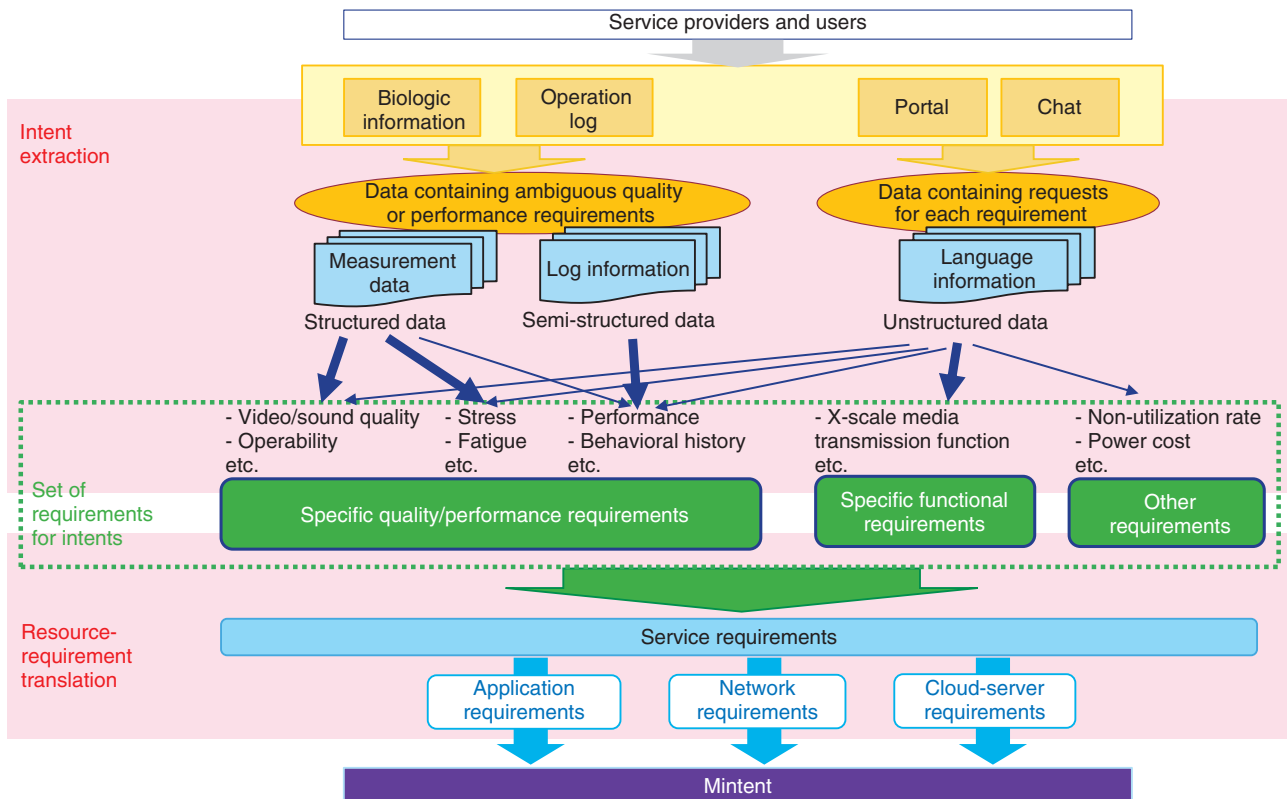 Service providers and users
Biologic
information
Operation
log
Portal
Chat
Intent
extraction
Data containing ambiguous quality
or performance requirements
Data containing requests
for each requirement
Measurement
data
Log information
Language
information
Structured data
Semi-structured data
Unstructured data
- Video/sound quality
- Operability
etc.
- Stress
- Fatigue
etc.
- Performance
- Behavioral history
etc.
- X-scale media
transmission function
etc.
- Non-utilization rate
- Power cost
etc.
Set of
requirements
for intents
Specific quality/performance requirements
Specific functional
requirements
Other
requirements
Resource-
requirement
translation
Service requirements
Application
requirements
Network
requirements
Cloud-server
requirements
Mintent